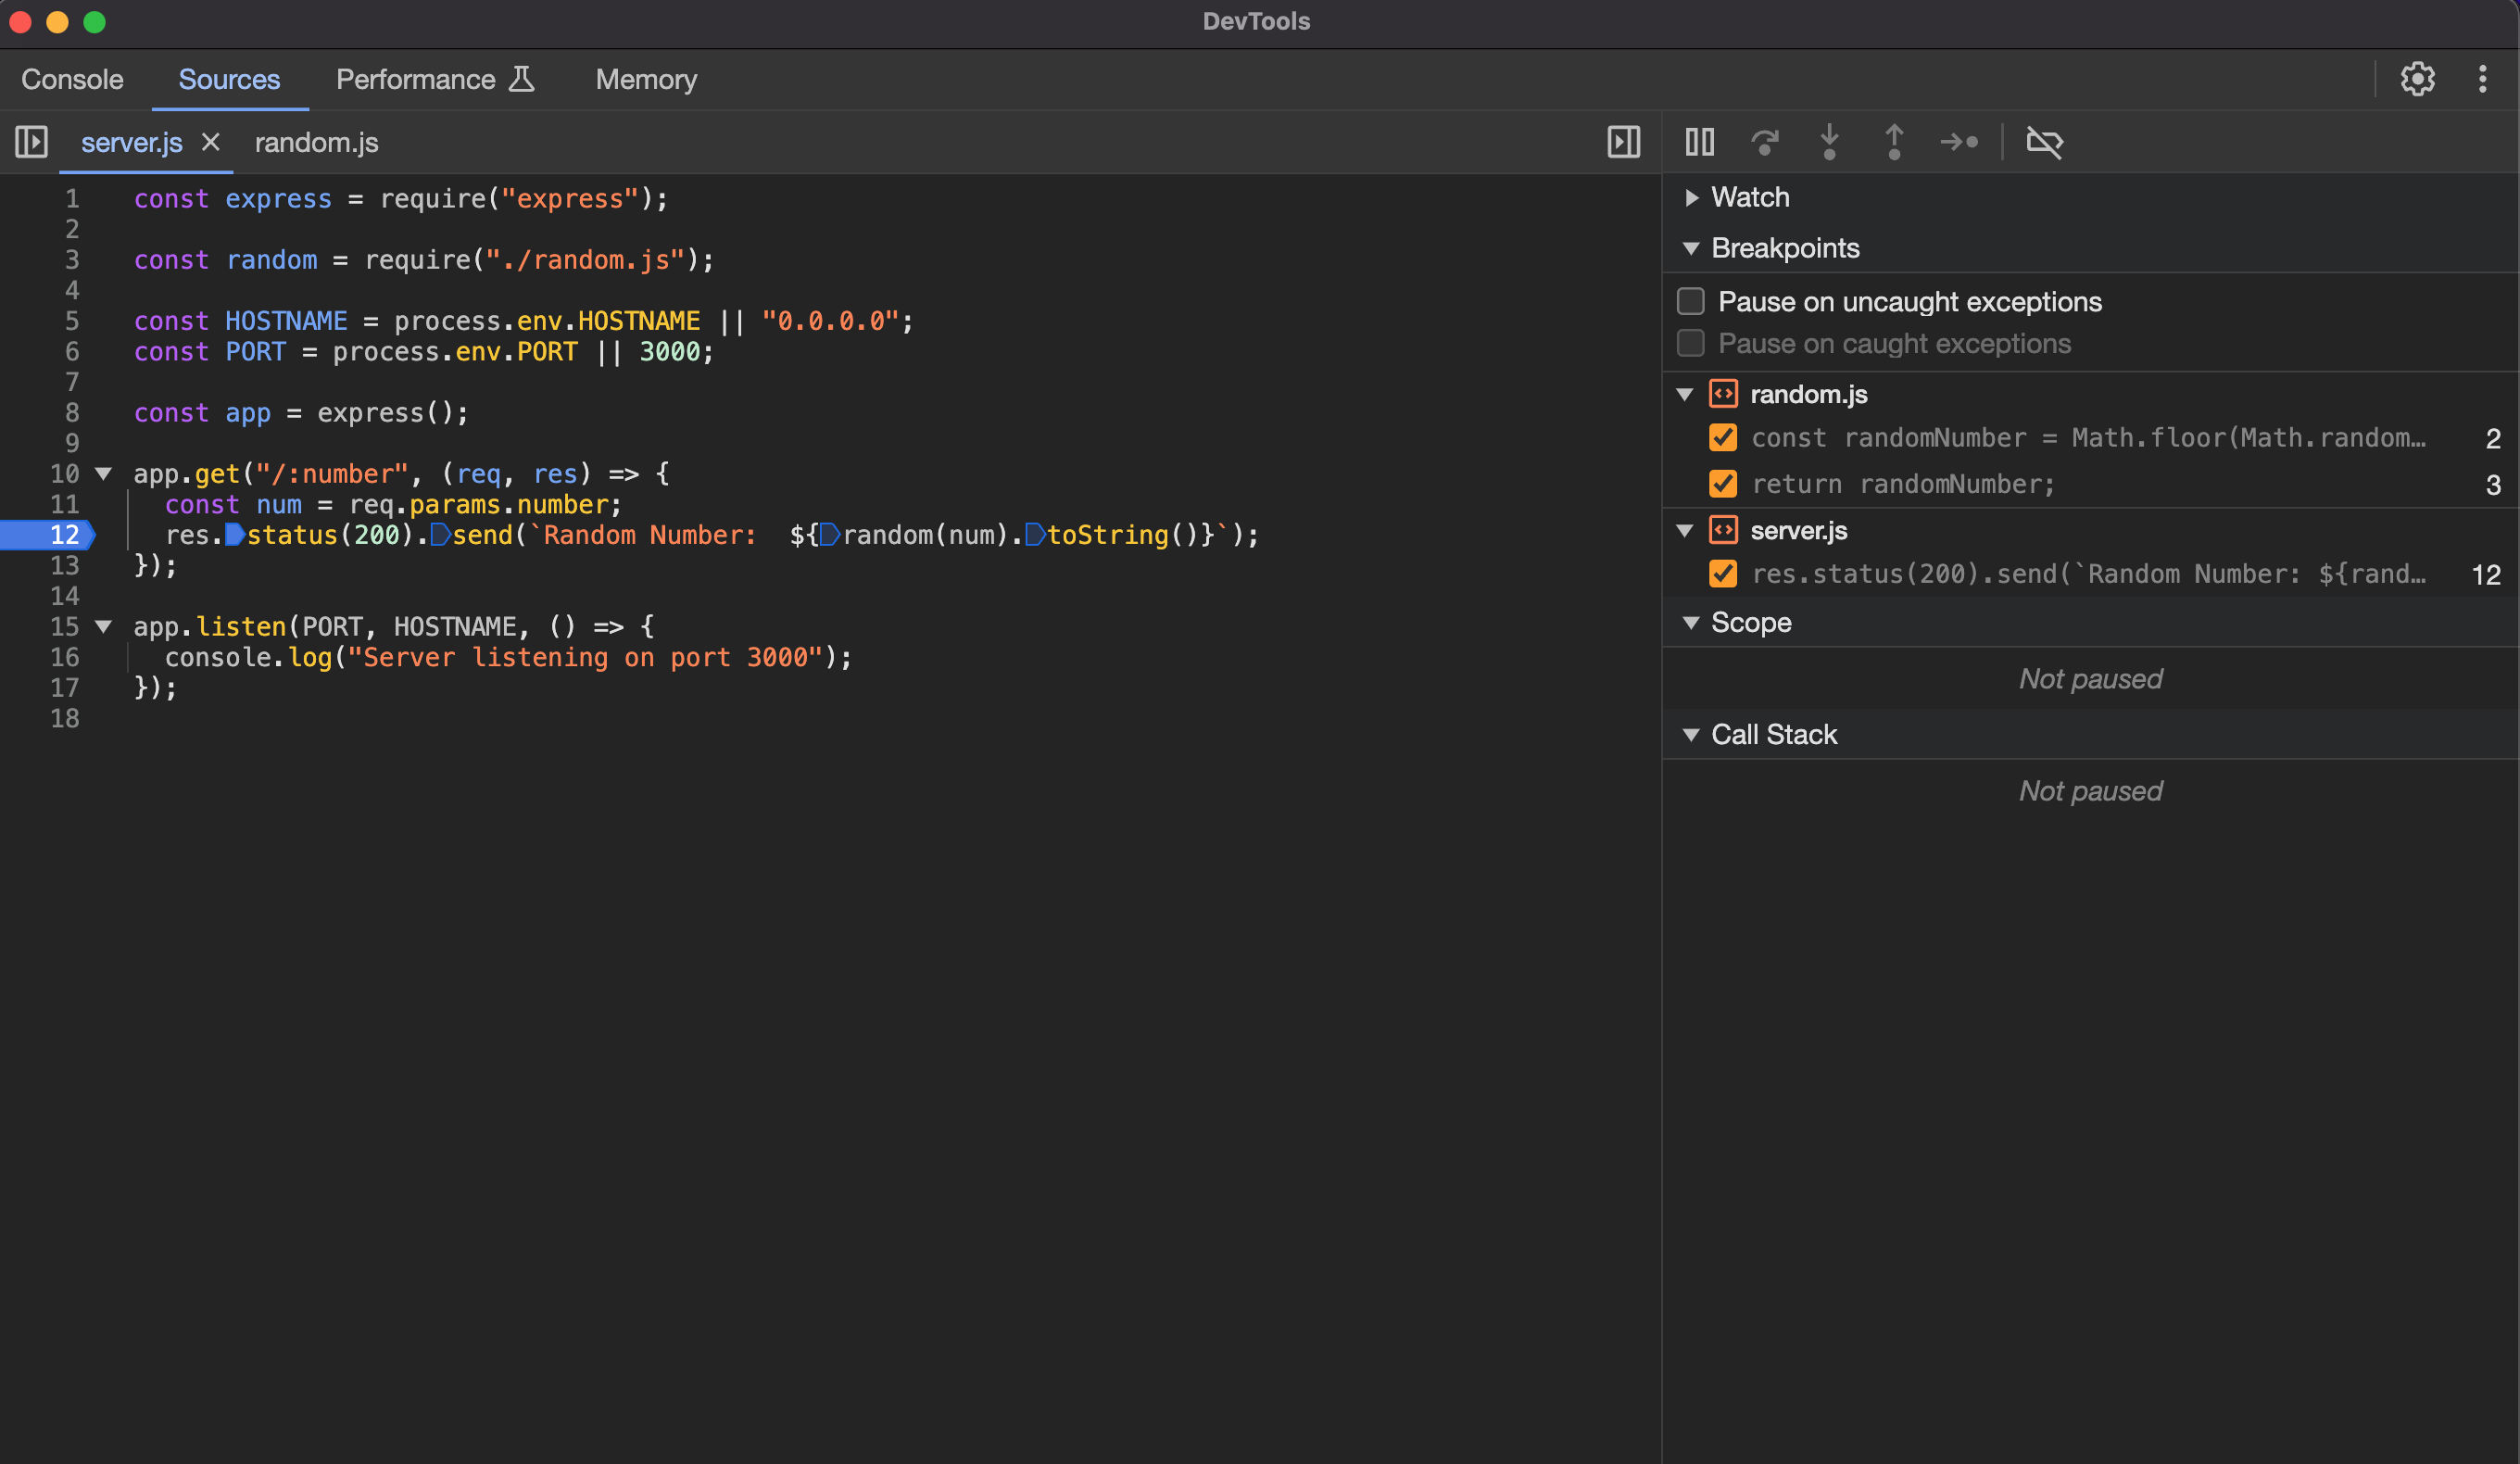 DevTools
Console Sources Performance Memory
server.js × random.js
1 const express = require("express");
2
3 const random = require("./random.js");
4
5 const HOSTNAME = process.env.HOSTNAME || "0.0.0.0";
6 const PORT = process.env.PORT || 3000;
7
8 const app = express();
9
10 app.get("/:number", (req, res) => {
11   const num = req.params.number;
12   res.status(200).send(`Random Number:  ${random(num).toString()}`);
13 });
14
15 app.listen(PORT, HOSTNAME, () => {
16   console.log("Server listening on port 3000");
17 });
18
Watch
Breakpoints
Pause on uncaught exceptions
Pause on caught exceptions
random.js
const randomNumber = Math.floor(Math.random… 2
return randomNumber; 3
server.js
res.status(200).send(`Random Number: ${rand… 12
Scope
Not paused
Call Stack
Not paused